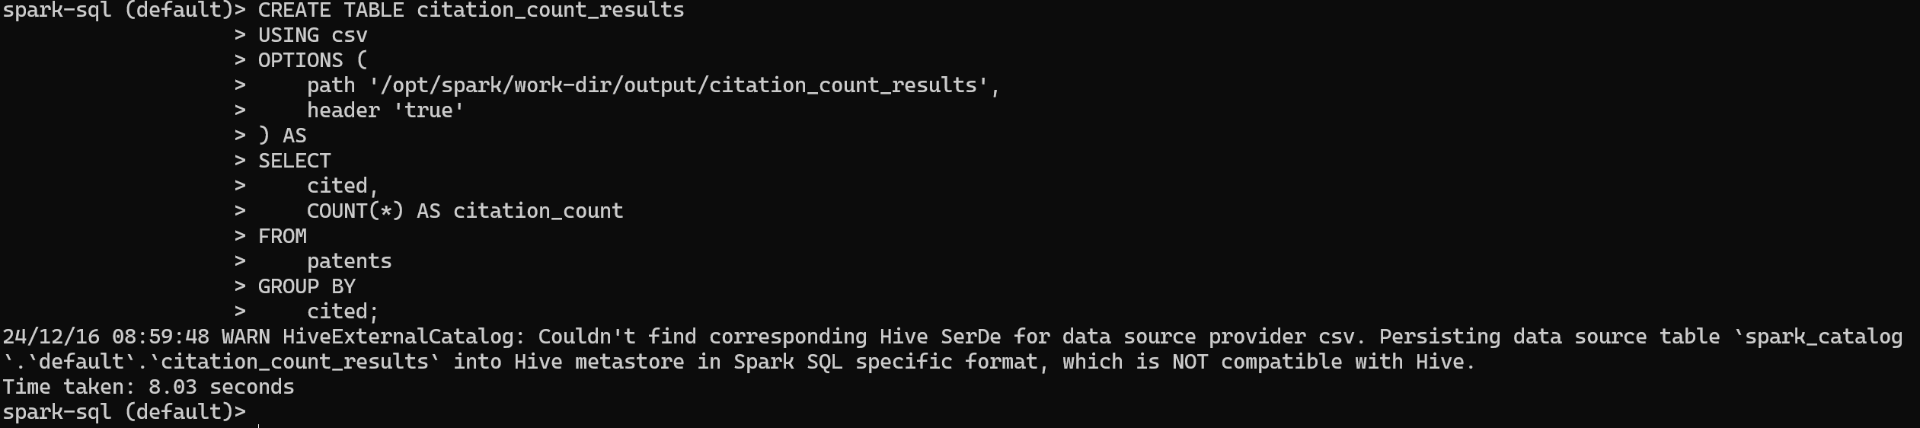 spark-sql (default)> CREATE TABLE citation_count_results
> USING csv
> OPTIONS (
>     path '/opt/spark/work-dir/output/citation_count_results',
>     header 'true'
> ) AS
> SELECT
>     cited,
>     COUNT(*) AS citation_count
> FROM
>     patents
> GROUP BY
>     cited;
24/12/16 08:59:48 WARN HiveExternalCatalog: Couldn't find corresponding Hive SerDe for data source provider csv. Persisting data source table `spark_catalog
`.`default`.`citation_count_results` into Hive metastore in Spark SQL specific format, which is NOT compatible with Hive.
Time taken: 8.03 seconds
spark-sql (default)>